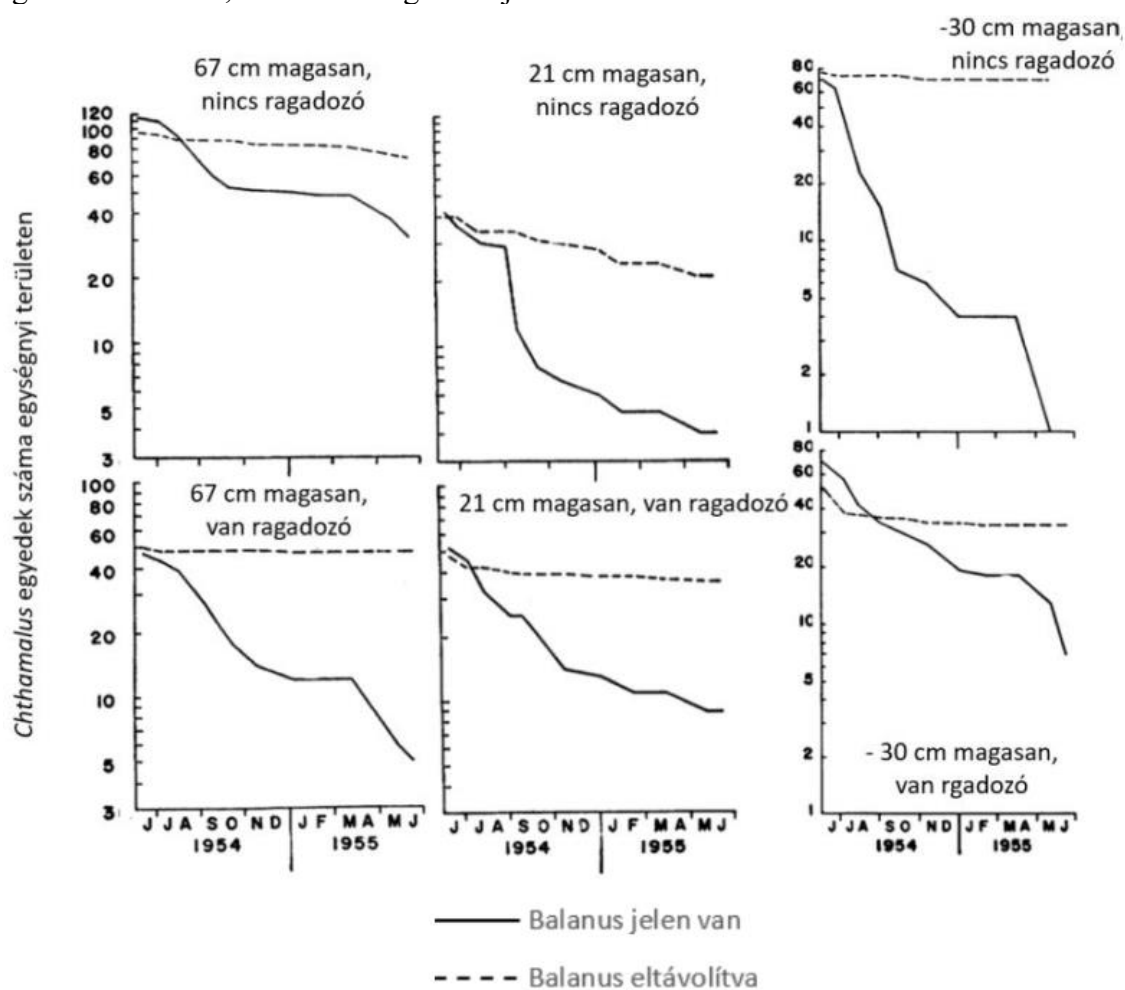 -30 cm magasan,
nincs ragadozó
67 cm magasan,
nincs ragadozó
21 cm magasan,
nincs ragadozó
120
100
80
60
40
20
10
5
3
80
60
40
20
10
5
2
1
Chthamalus egyedek száma egységnyi területen
67 cm magasan,
van ragadozó
21 cm magasan, van ragadozó
- 30 cm magasan,
van rgadozó
100
80
60
40
20
10
5
3
80
60
40
20
10
5
2
1
J J A S O N D J F M A M J
1954 1955
J J A S O N D J F M A M J
1954 1955
J J A S O N D J F M A M J
1954 1955
Balanus jelen van
Balanus eltávolítva